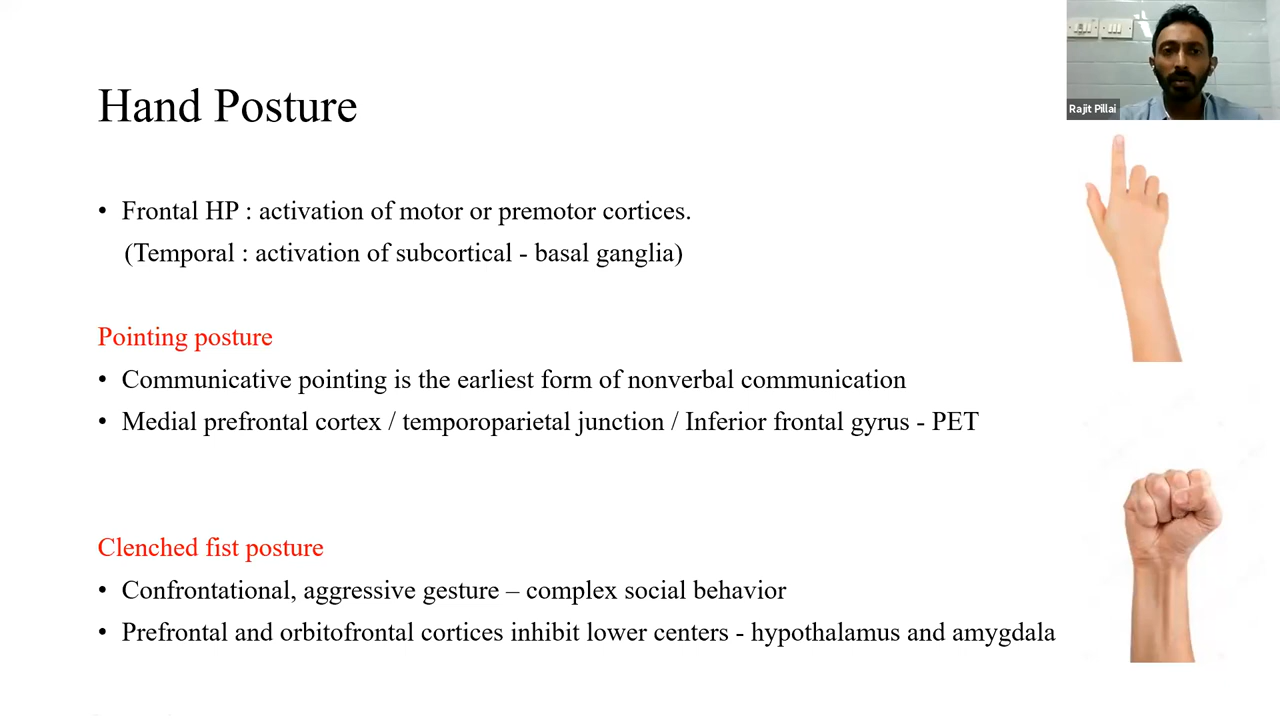 Hand Posture
Rajit Pillai
• Frontal HP : activation of motor or premotor cortices.
(Temporal : activation of subcortical - basal ganglia)
Pointing posture
• Communicative pointing is the earliest form of nonverbal communication
• Medial prefrontal cortex / temporoparietal junction / Inferior frontal gyrus - PET
Clenched fist posture
• Confrontational, aggressive gesture – complex social behavior
• Prefrontal and orbitofrontal cortices inhibit lower centers - hypothalamus and amygdala